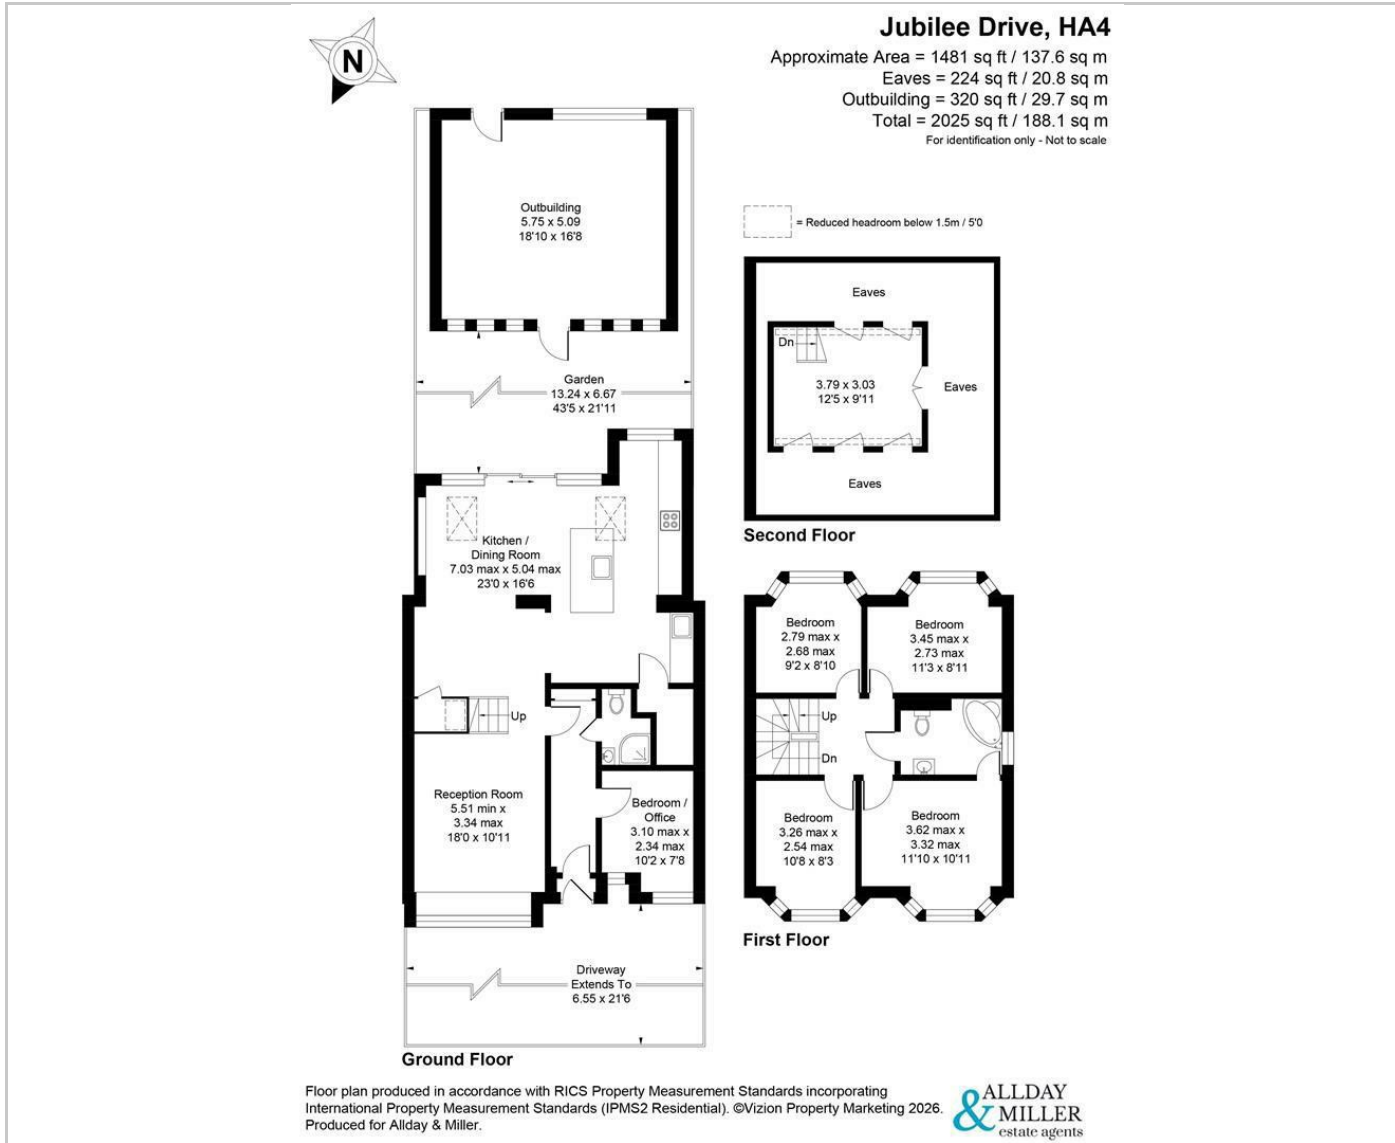 Jubilee Drive, HA4
Approximate Area = 1481 sq ft / 137.6 sq m
Eaves = 224 sq ft / 20.8 sq m
Outbuilding = 320 sq ft / 29.7 sq m
Total = 2025 sq ft / 188.1 sq m
For identification only - Not to scale
N
Outbuilding
5.75 x 5.09
18'10 x 16'8
= Reduced headroom below 1.5m / 5'0
Garden
13.24 x 6.67
43'5 x 21'11
Kitchen /
Dining Room
7.03 max x 5.04 max
23'0 x 16'6
Up
Reception Room
5.51 min x
3.34 max
18'0 x 10'11
Bedroom /
Office
3.10 max x
2.34 max
10'2 x 7'8
Driveway
Extends To
6.55 x 21'6
Ground Floor
Eaves
Dn
3.79 x 3.03
12'5 x 9'11
Eaves
Eaves
Second Floor
Bedroom
2.79 max x
2.68 max
9'2 x 8'10
Bedroom
3.45 max x
2.73 max
11'3 x 8'11
Up
Dn
Bedroom
3.26 max x
2.54 max
10'8 x 8'3
Bedroom
3.62 max x
3.32 max
11'10 x 10'11
First Floor
Floor plan produced in accordance with RICS Property Measurement Standards incorporating
International Property Measurement Standards (IPMS2 Residential). ©Vizion Property Marketing 2026.
Produced for Allday & Miller.
ALLDAY
& MILLER
estate agents